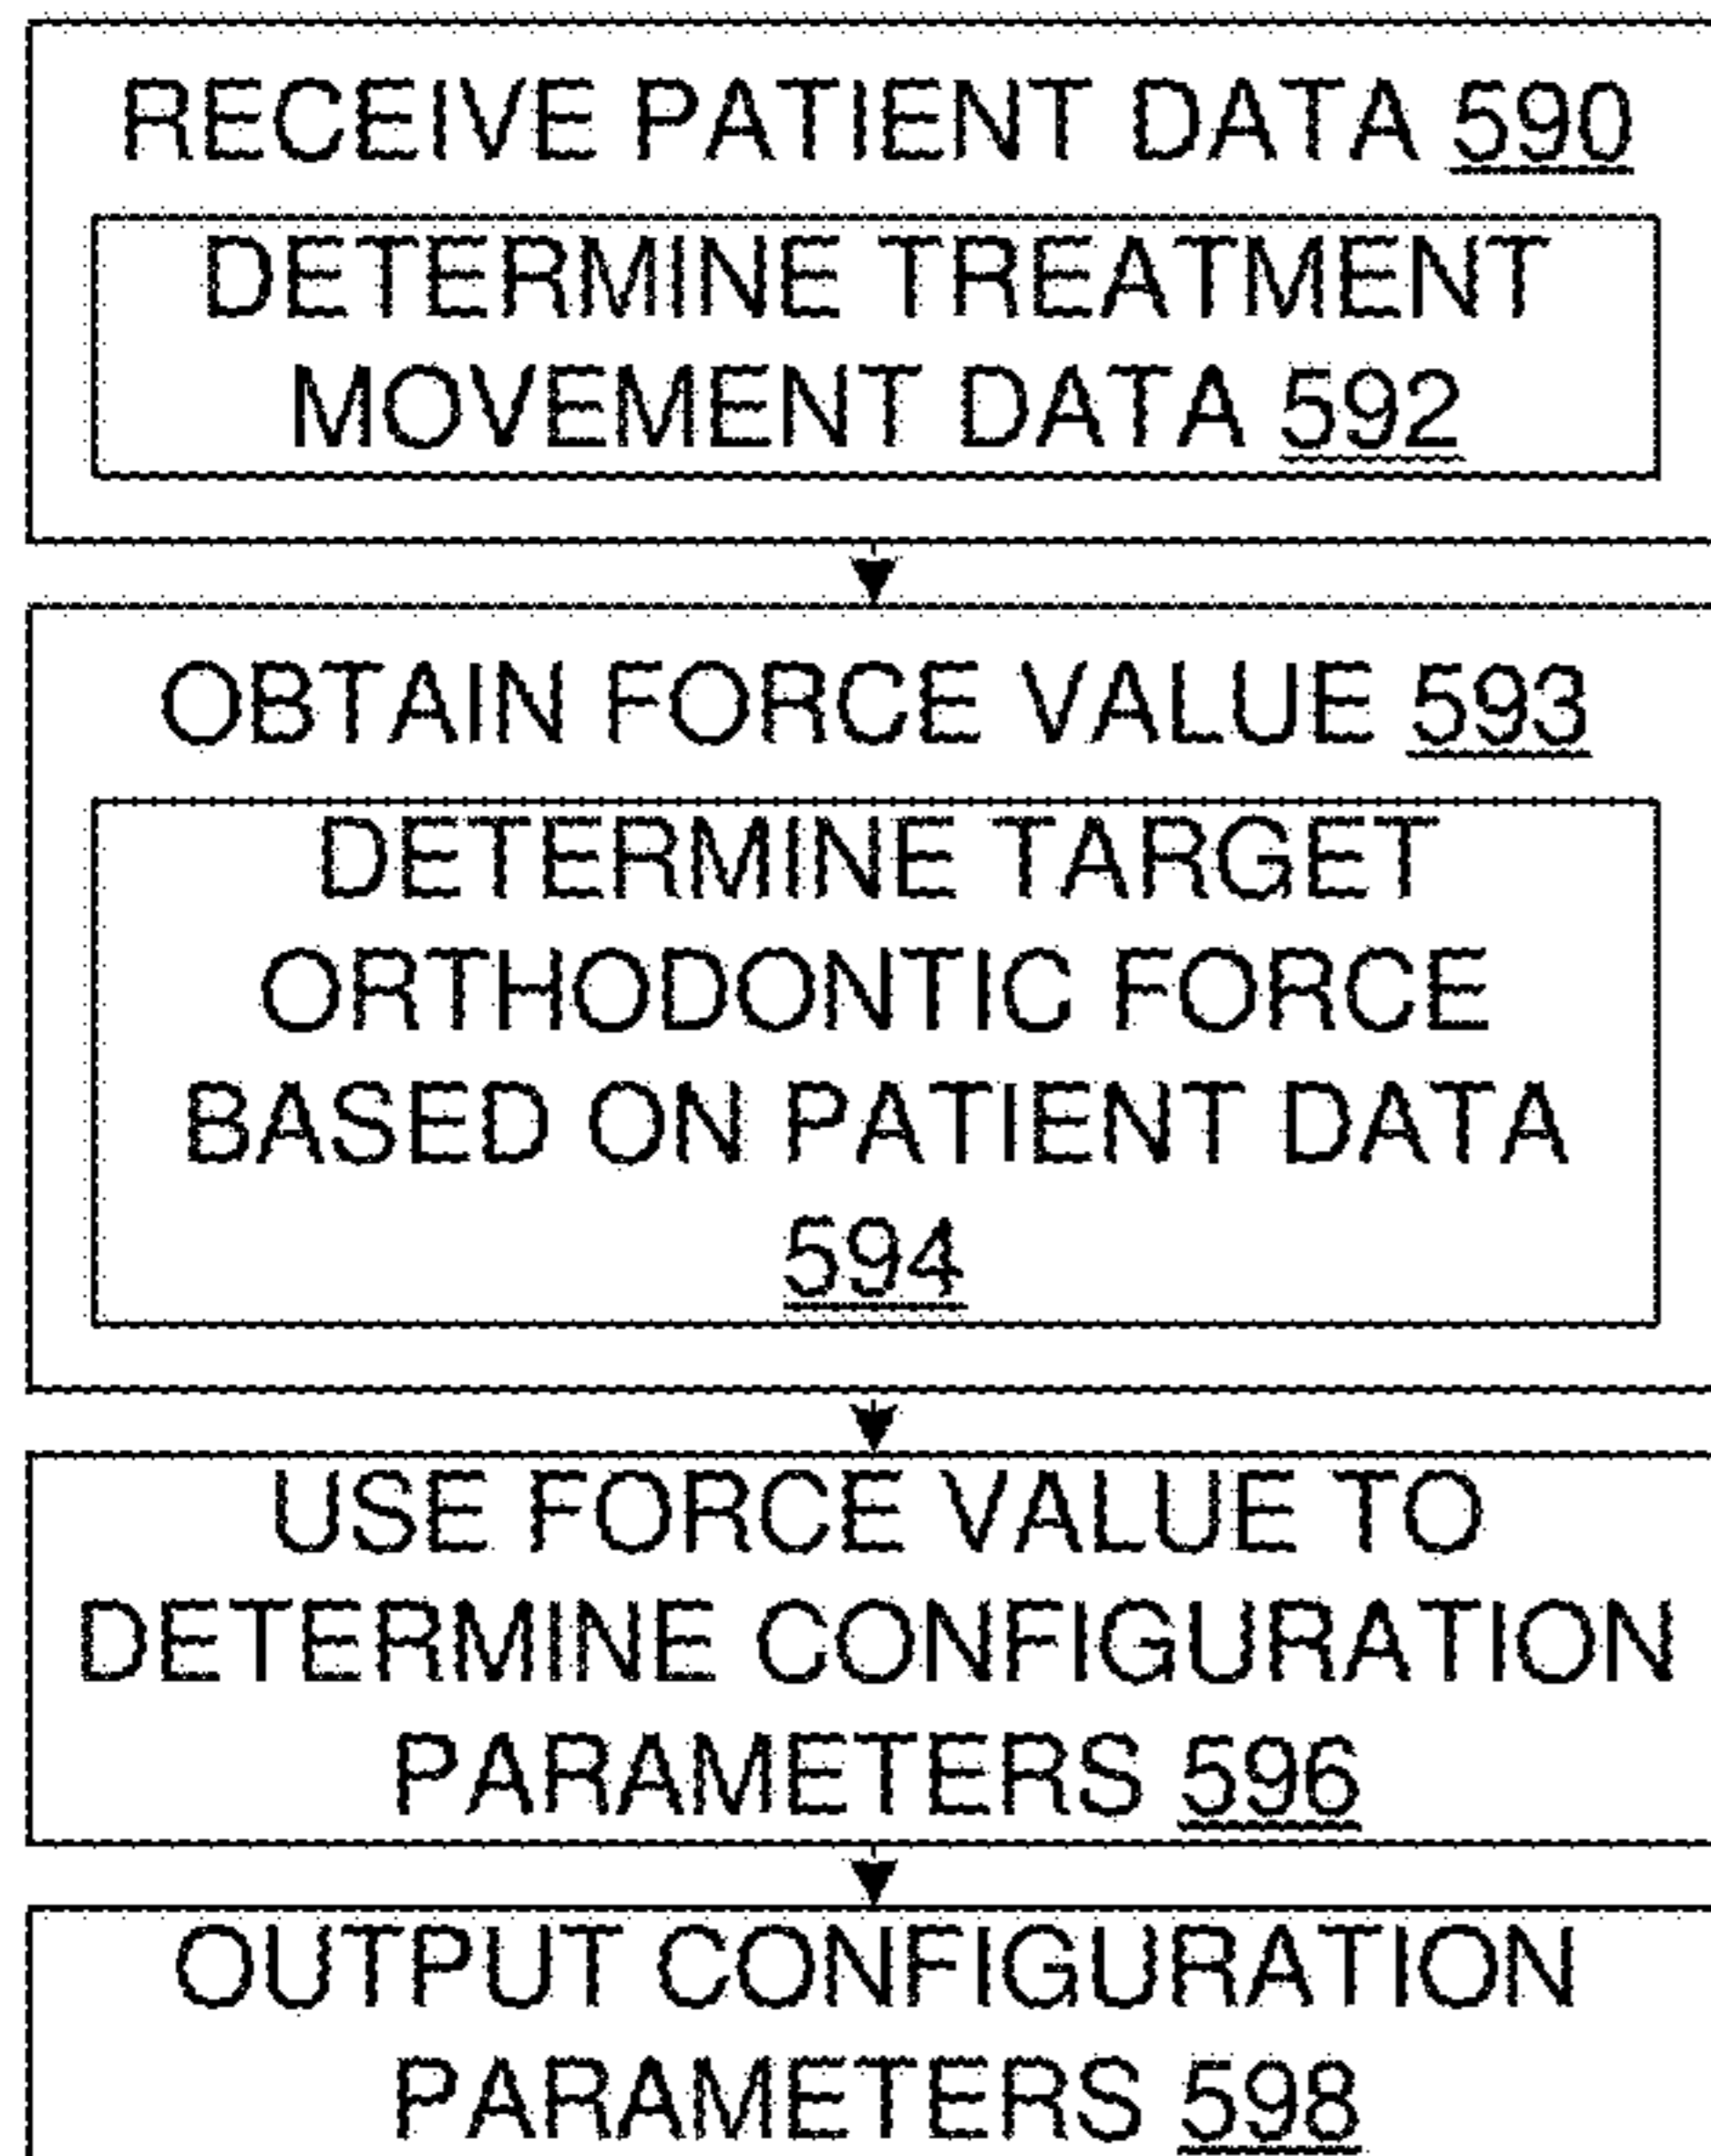 RECEIVE PATIENT DATA 590
DETERMINE TREATMENT
MOVEMENT DATA 592
OBTAIN FORCE VALUE 593
DETERMINE TARGET
ORTHODONTIC FORCE
BASED ON PATIENT DATA
594
USE FORCE VALUE TO
DETERMINE CONFIGURATION
PARAMETERS 596
OUTPUT CONFIGURATION
PARAMETERS 598